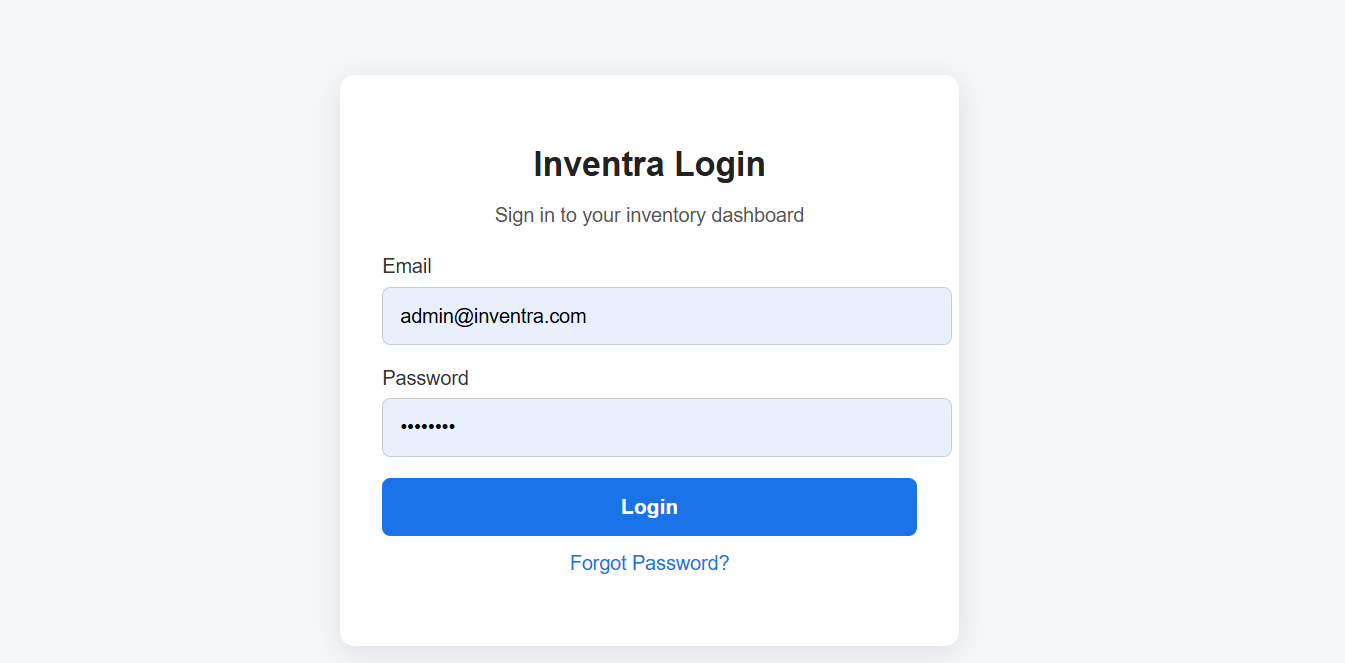 Inventra Login
Sign in to your inventory dashboard
Email
admin@inventra.com
Password
••••••••
Login
Forgot Password?